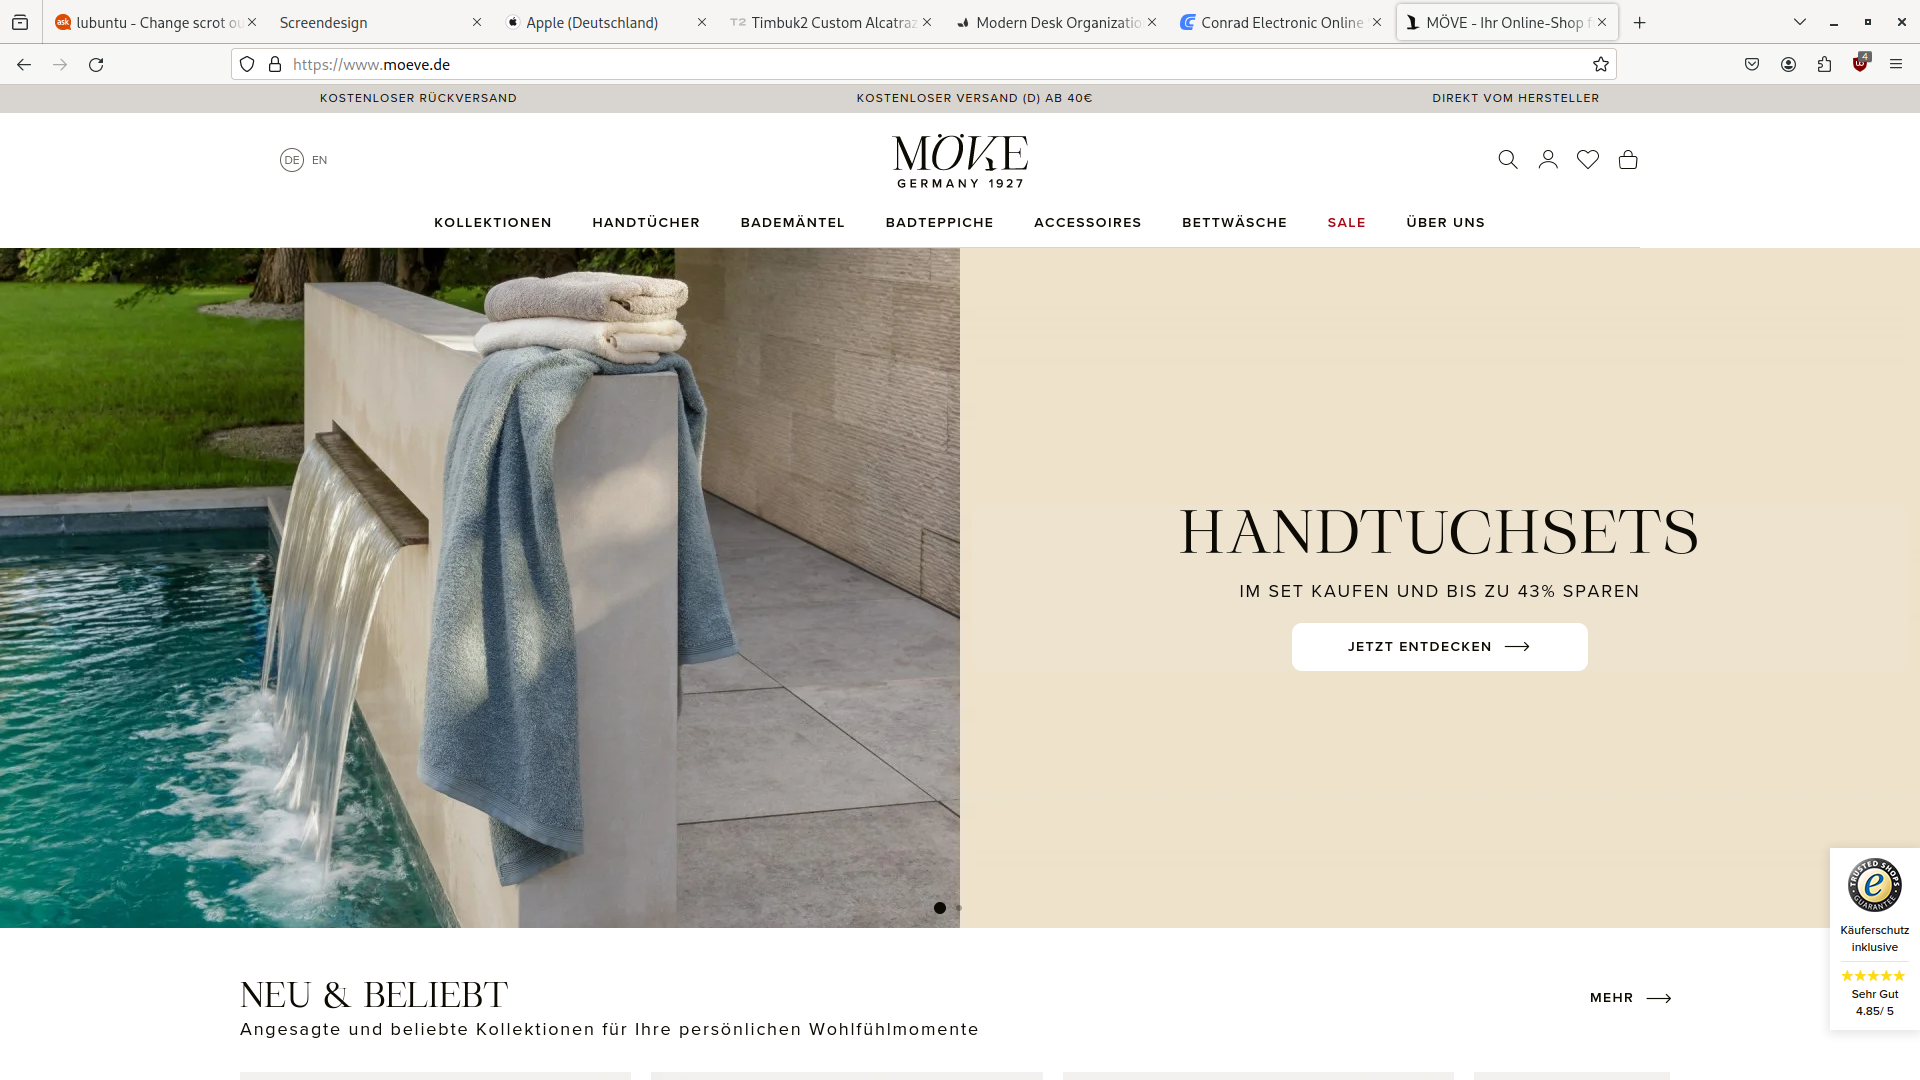 lubuntu - Change scrot ou
Screendesign
Apple (Deutschland)
Timbuk2 Custom Alcatraz
Modern Desk Organizatio
Conrad Electronic Online
MÖVE - Ihr Online-Shop f
https://www.moeve.de
4
KOSTENLOSER RÜCKVERSAND
KOSTENLOSER VERSAND (D) AB 40€
DIREKT VOM HERSTELLER
DE EN
MÖVE
GERMANY 1927
KOLLEKTIONEN HANDTÜCHER BADEMÄNTEL BADTEPPICHE ACCESSOIRES BETTWÄSCHE SALE ÜBER UNS
HANDTUCHSETS
IM SET KAUFEN UND BIS ZU 43% SPAREN
JETZT ENTDECKEN
TRUSTED SHOPS
e
GUARANTEE
Käuferschutz
inklusive
Sehr Gut
4.85/ 5
NEU & BELIEBT
MEHR
Angesagte und beliebte Kollektionen für Ihre persönlichen Wohlfühlmomente